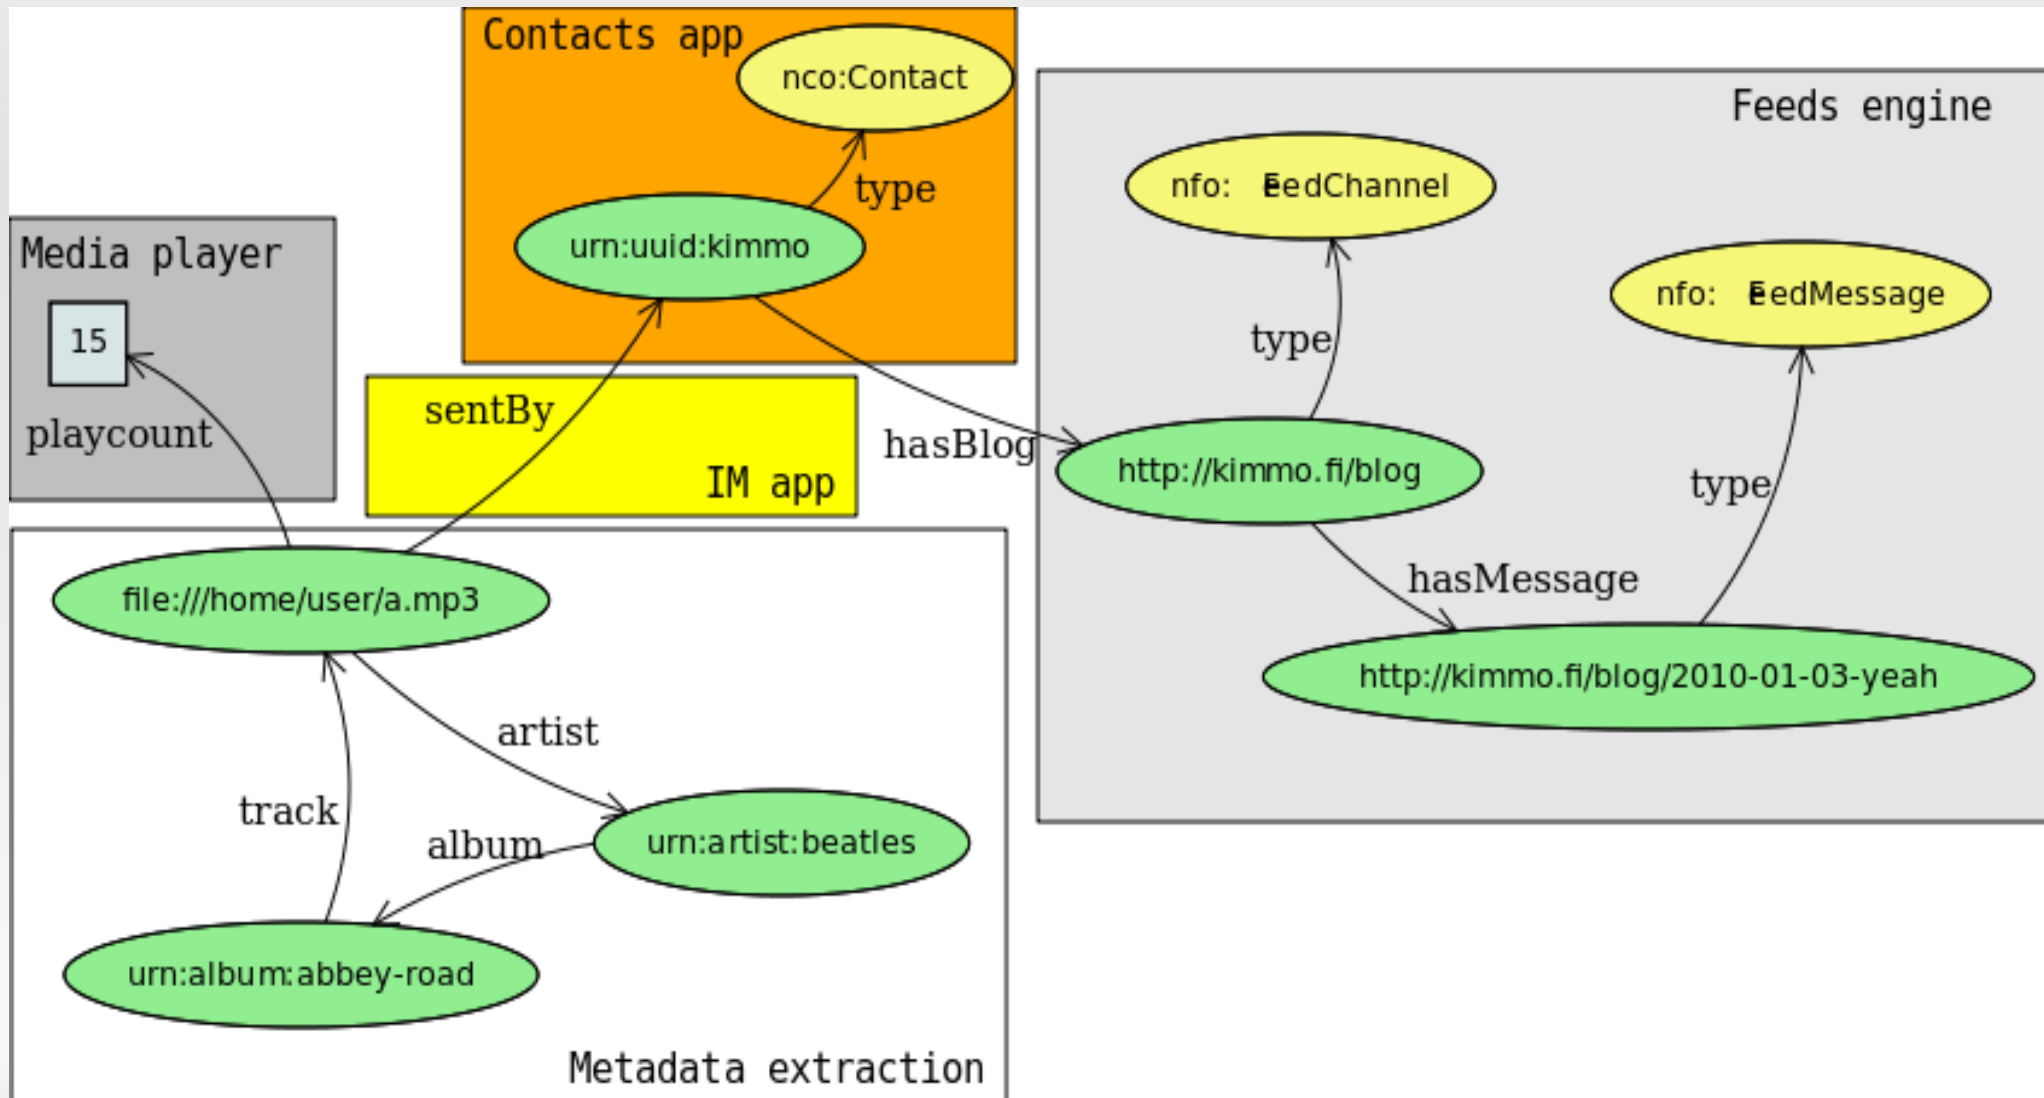 Contacts app
nco:Contact
type
urn:uuid:kimmo
Media player
15
playcount
sentBy
IM app
hasBlog
Feeds engine
nfo: FeedChannel
nfo: FeedMessage
type
http://kimmo.fi/blog
type
hasMessage
http://kimmo.fi/blog/2010-01-03-yeah
file:///home/user/a.mp3
artist
track
album
urn:artist:beatles
urn:album:abbey-road
Metadata extraction